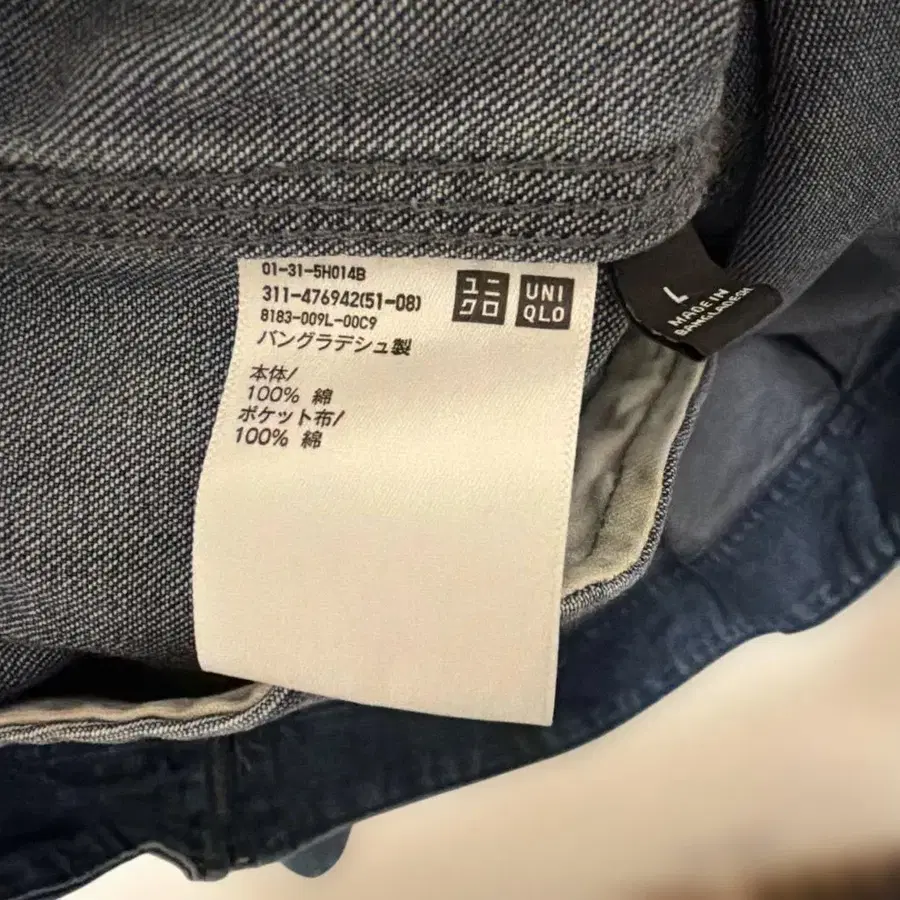 01-31-5H014B
311-476942(51-08)
8183-009L-00C9
バングラデシュ製
本体/
100% 綿
ポケット布/
100% 綿
ユニ
クロ
UNI
QLO
L
MADE IN
BANGLADESH